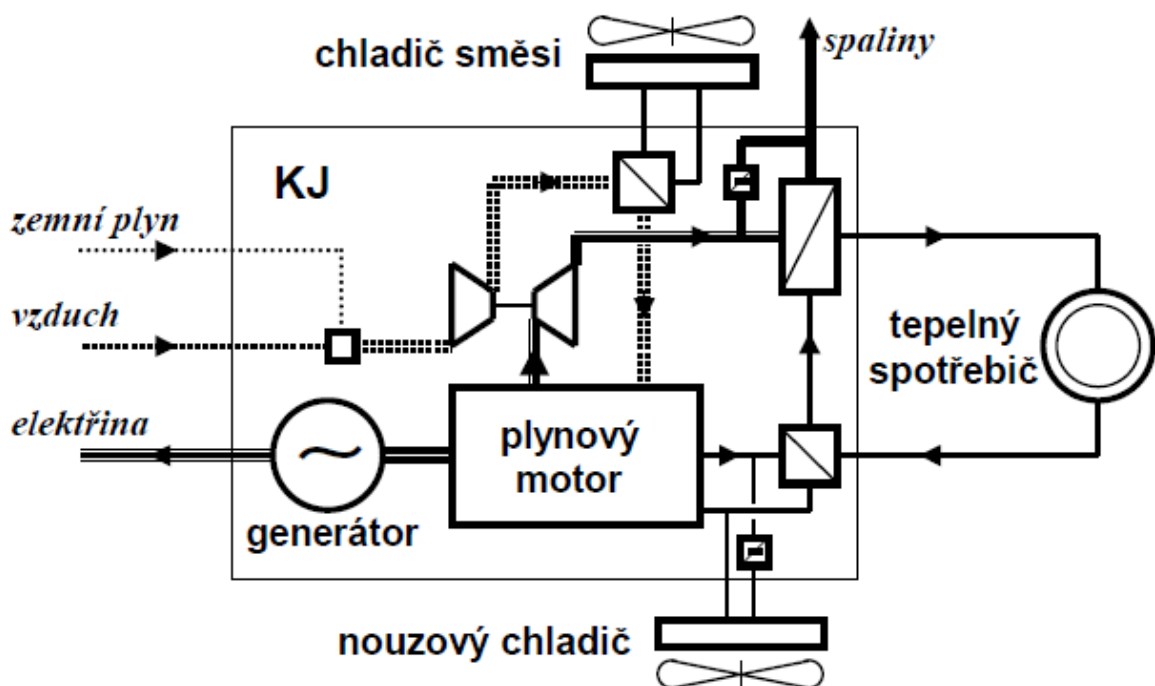 chladič směsi
spaliny
KJ
zemní plyn
vzduch
tepelný
spotřebič
elektřina
plynový
motor
generátor
nouzový chladič